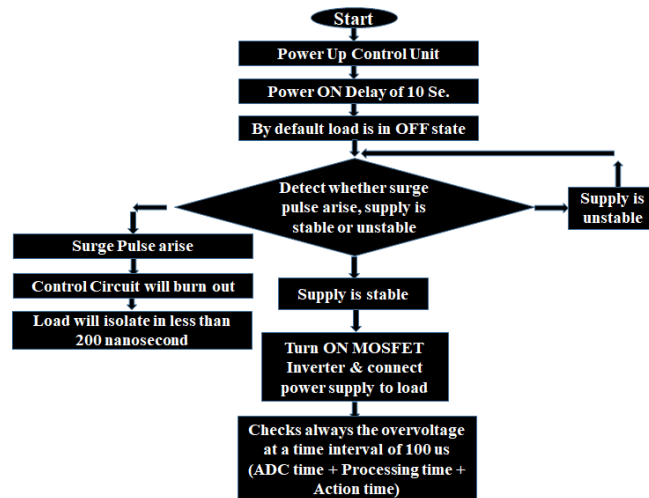 Start
Power Up Control Unit
Power ON Delay of 10 Se.
By default load is in OFF state
Detect whether surge
pulse arise, supply is
stable or unstable
Supply is
unstable
Surge Pulse arise
Control Circuit will burn out
Load will isolate in less than
200 nanosecond
Supply is stable
Turn ON MOSFET
Inverter & connect
power supply to load
Checks always the overvoltage
at a time interval of 100 us
(ADC time + Processing time +
Action time)